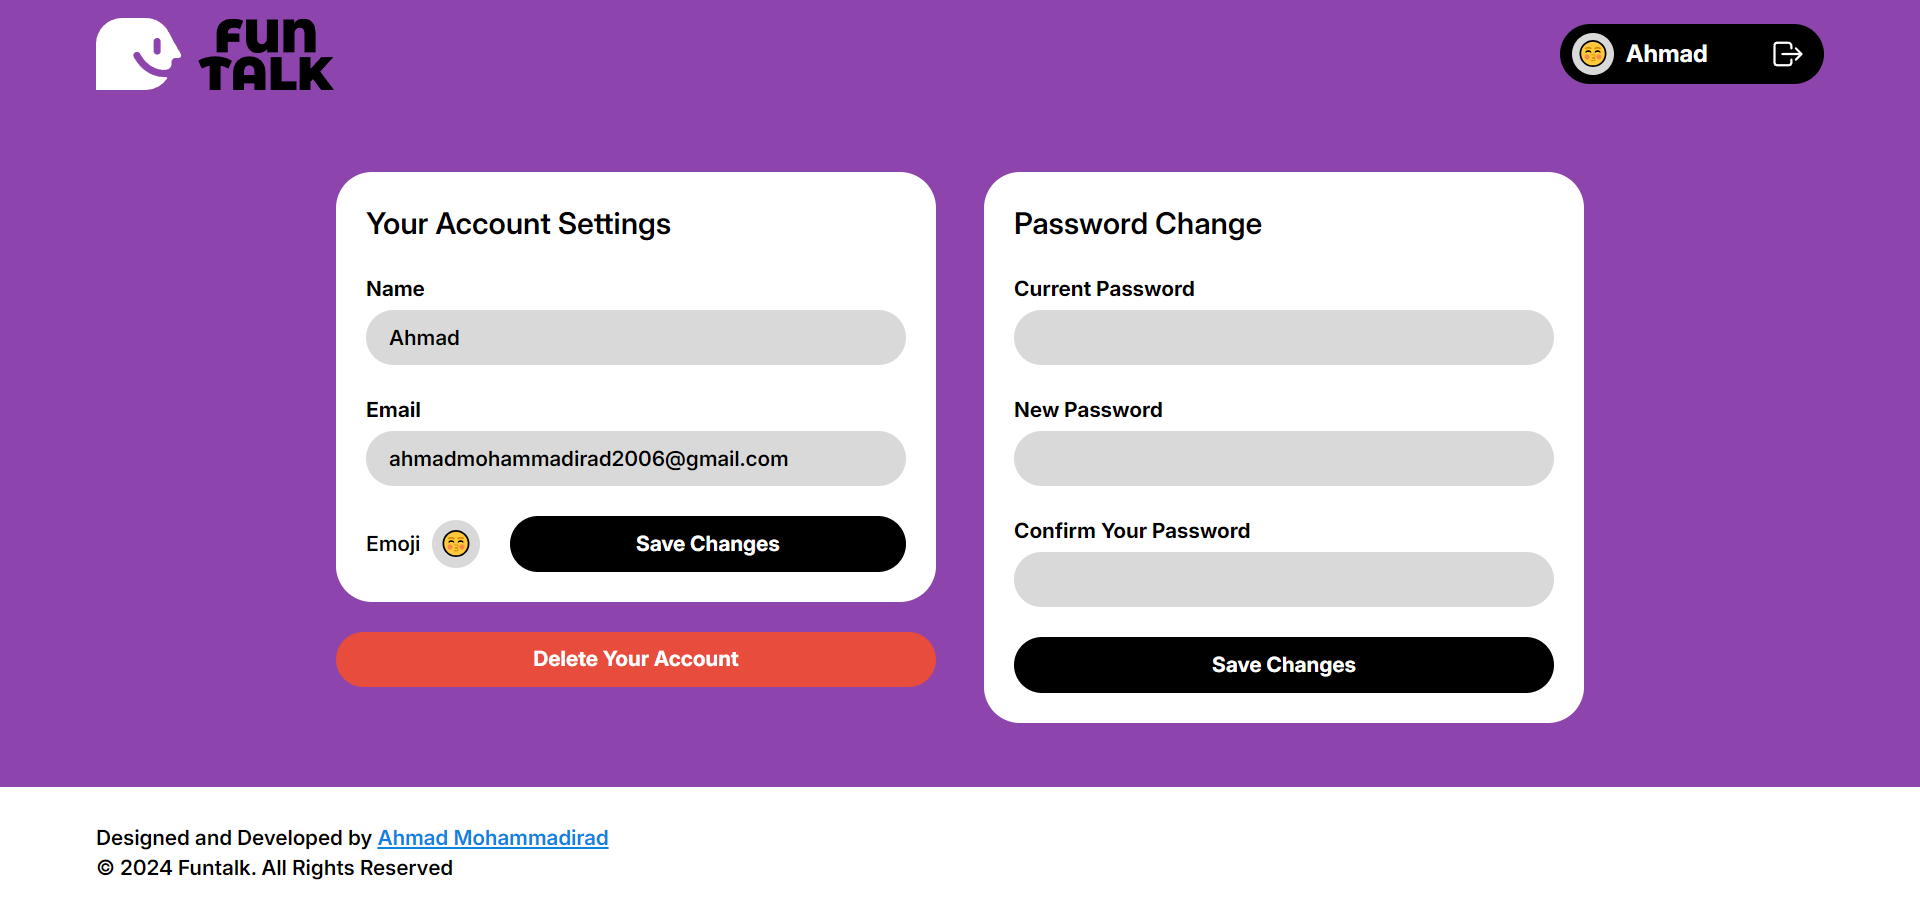 FUN
TALK
Ahmad
Your Account Settings
Name
Ahmad
Email
ahmadmohammadirad2006@gmail.com
Emoji
Save Changes
Delete Your Account
Password Change
Current Password
New Password
Confirm Your Password
Save Changes
Designed and Developed by Ahmad Mohammadirad
© 2024 Funtalk. All Rights Reserved